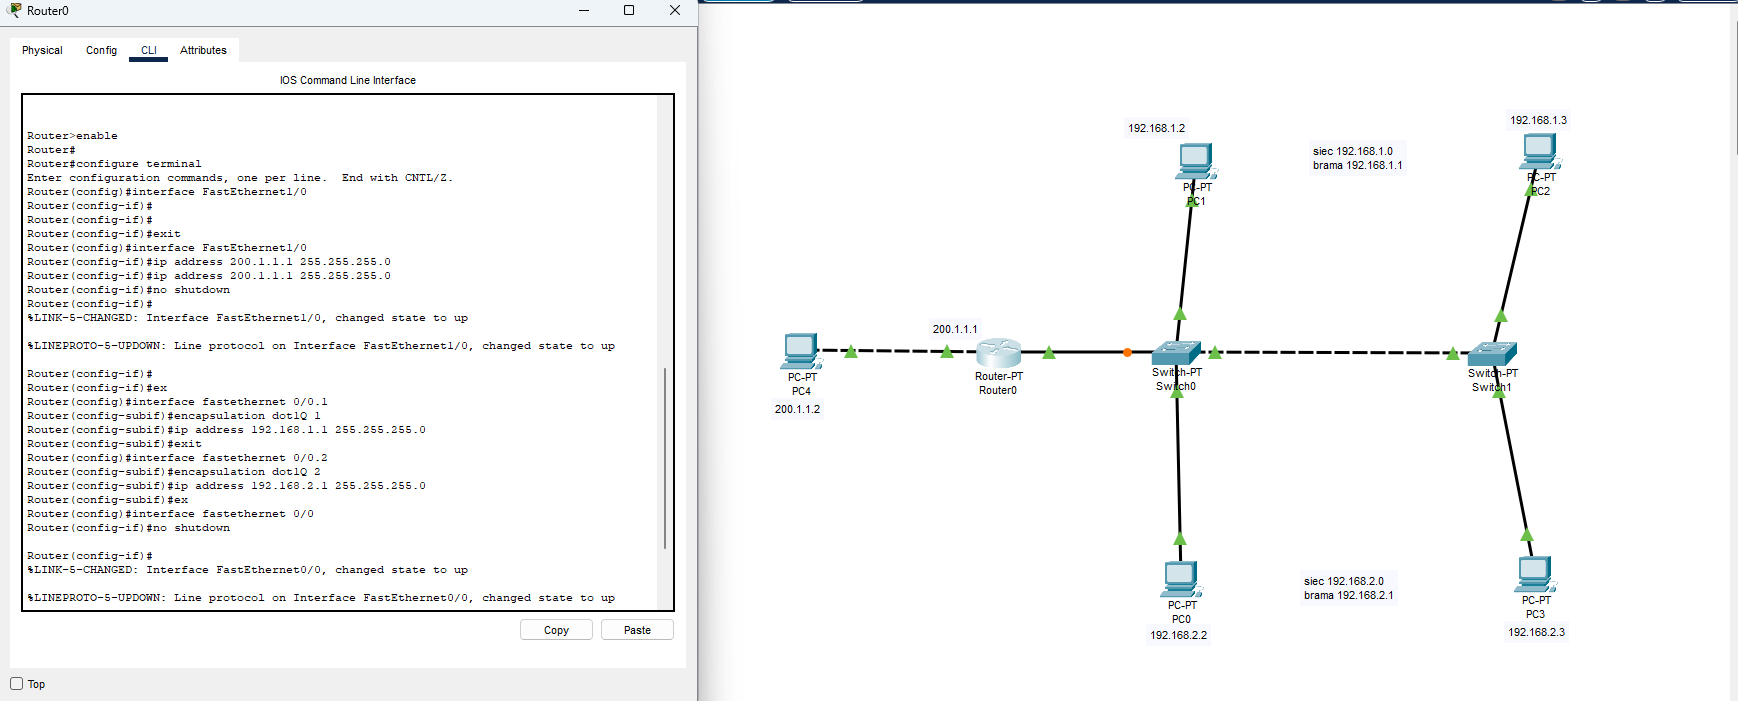 Router0
Physical
Config
CLI
Attributes
IOS Command Line Interface
Router>enable
Router#
Router#configure terminal
Enter configuration commands, one per line.  End with CNTL/Z.
Router(config)#interface FastEthernet1/0
Router(config-if)#
Router(config-if)#
Router(config-if)#exit
Router(config)#interface FastEthernet1/0
Router(config-if)#ip address 200.1.1.1 255.255.255.0
Router(config-if)#ip address 200.1.1.1 255.255.255.0
Router(config-if)#no shutdown
Router(config-if)#
%LINK-5-CHANGED: Interface FastEthernet1/0, changed state to up
%LINEPROTO-5-UPDOWN: Line protocol on Interface FastEthernet1/0, changed state to up
Router(config-if)#
Router(config-if)#ex
Router(config)#interface fastethernet 0/0.1
Router(config-subif)#encapsulation dot1Q 1
Router(config-subif)#ip address 192.168.1.1 255.255.255.0
Router(config-subif)#exit
Router(config)#interface fastethernet 0/0.2
Router(config-subif)#encapsulation dot1Q 2
Router(config-subif)#ip address 192.168.2.1 255.255.255.0
Router(config-subif)#ex
Router(config)#interface fastethernet 0/0
Router(config-if)#no shutdown
Router(config-if)#
%LINK-5-CHANGED: Interface FastEthernet0/0, changed state to up
%LINEPROTO-5-UPDOWN: Line protocol on Interface FastEthernet0/0, changed state to up
Copy
Paste
Top
192.168.1.2
PC-PT
PC1
siec 192.168.1.0
brama 192.168.1.1
192.168.1.3
PC-PT
PC2
PC-PT
PC4
200.1.1.2
200.1.1.1
Router-PT
Router0
Switch-PT
Switch0
Switch-PT
Switch1
PC-PT
PC0
192.168.2.2
siec 192.168.2.0
brama 192.168.2.1
PC-PT
PC3
192.168.2.3